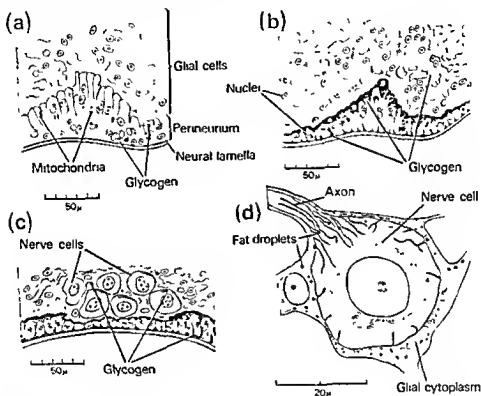 (a)
Glial cells
Perineurium
Neural lamella
Mitochondria
Glycogen
50μ
(b)
Nuclei
Glycogen
50μ
(c)
Nerve cells
Glycogen
50μ
(d)
Axon
Nerve cell
Fat droplets
Glial cytoplasm
20μ